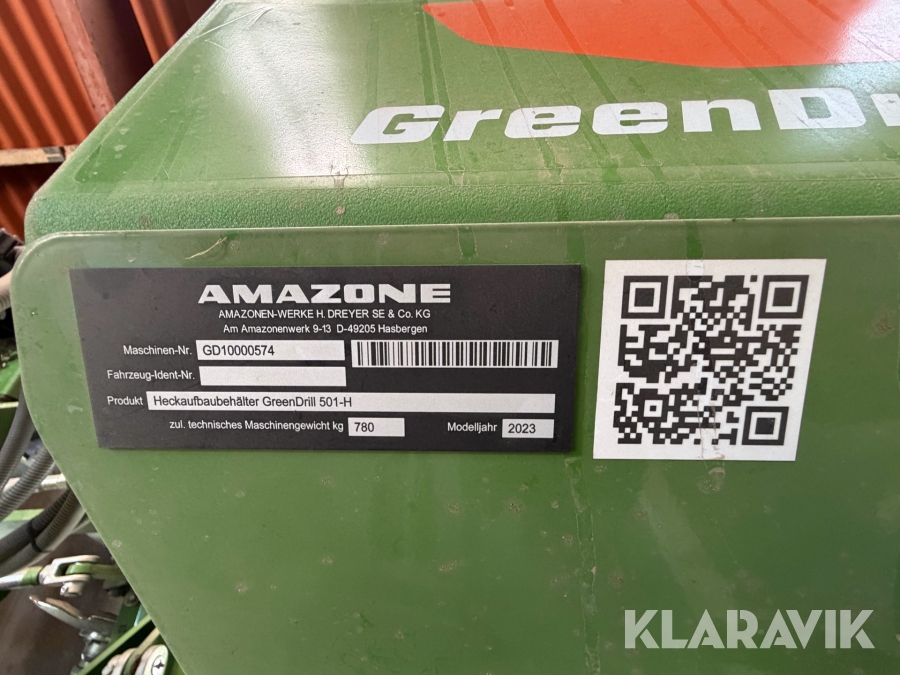 GreenDr
AMAZONE
AMAZONEN-WERKE H. DREYER SE & Co. KG
Am Amazonenwerk 9-13 D-49205 Hasbergen
Maschinen-Nr. GD10000574
Fahrzeug-Ident-Nr.
Produkt Heckaufbaubehälter GreenDrill 501-H
zul. technisches Maschinengewicht kg 780 Modelljahr 2023
KLARAVIK